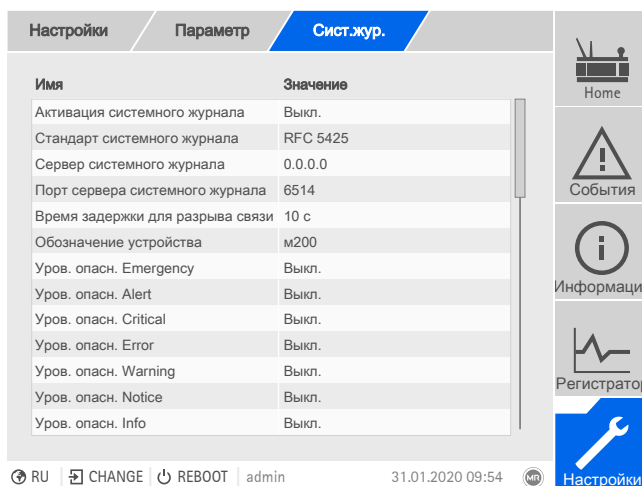 Настройки Параметр Сист.жур.
Имя Значение
Активация системного журнала Выкл.
Стандарт системного журнала RFC 5425
Сервер системного журнала 0.0.0.0
Порт сервера системного журнала 6514
Время задержки для разрыва связи 10 с
Обозначение устройства м200
Уров. опасн. Emergency Выкл.
Уров. опасн. Alert Выкл.
Уров. опасн. Critical Выкл.
Уров. опасн. Error Выкл.
Уров. опасн. Warning Выкл.
Уров. опасн. Notice Выкл.
Уров. опасн. Info Выкл.
Home
События
Информаци
Регистратор
Настройки
RU CHANGE REBOOT admin 31.01.2020 09:54 MR